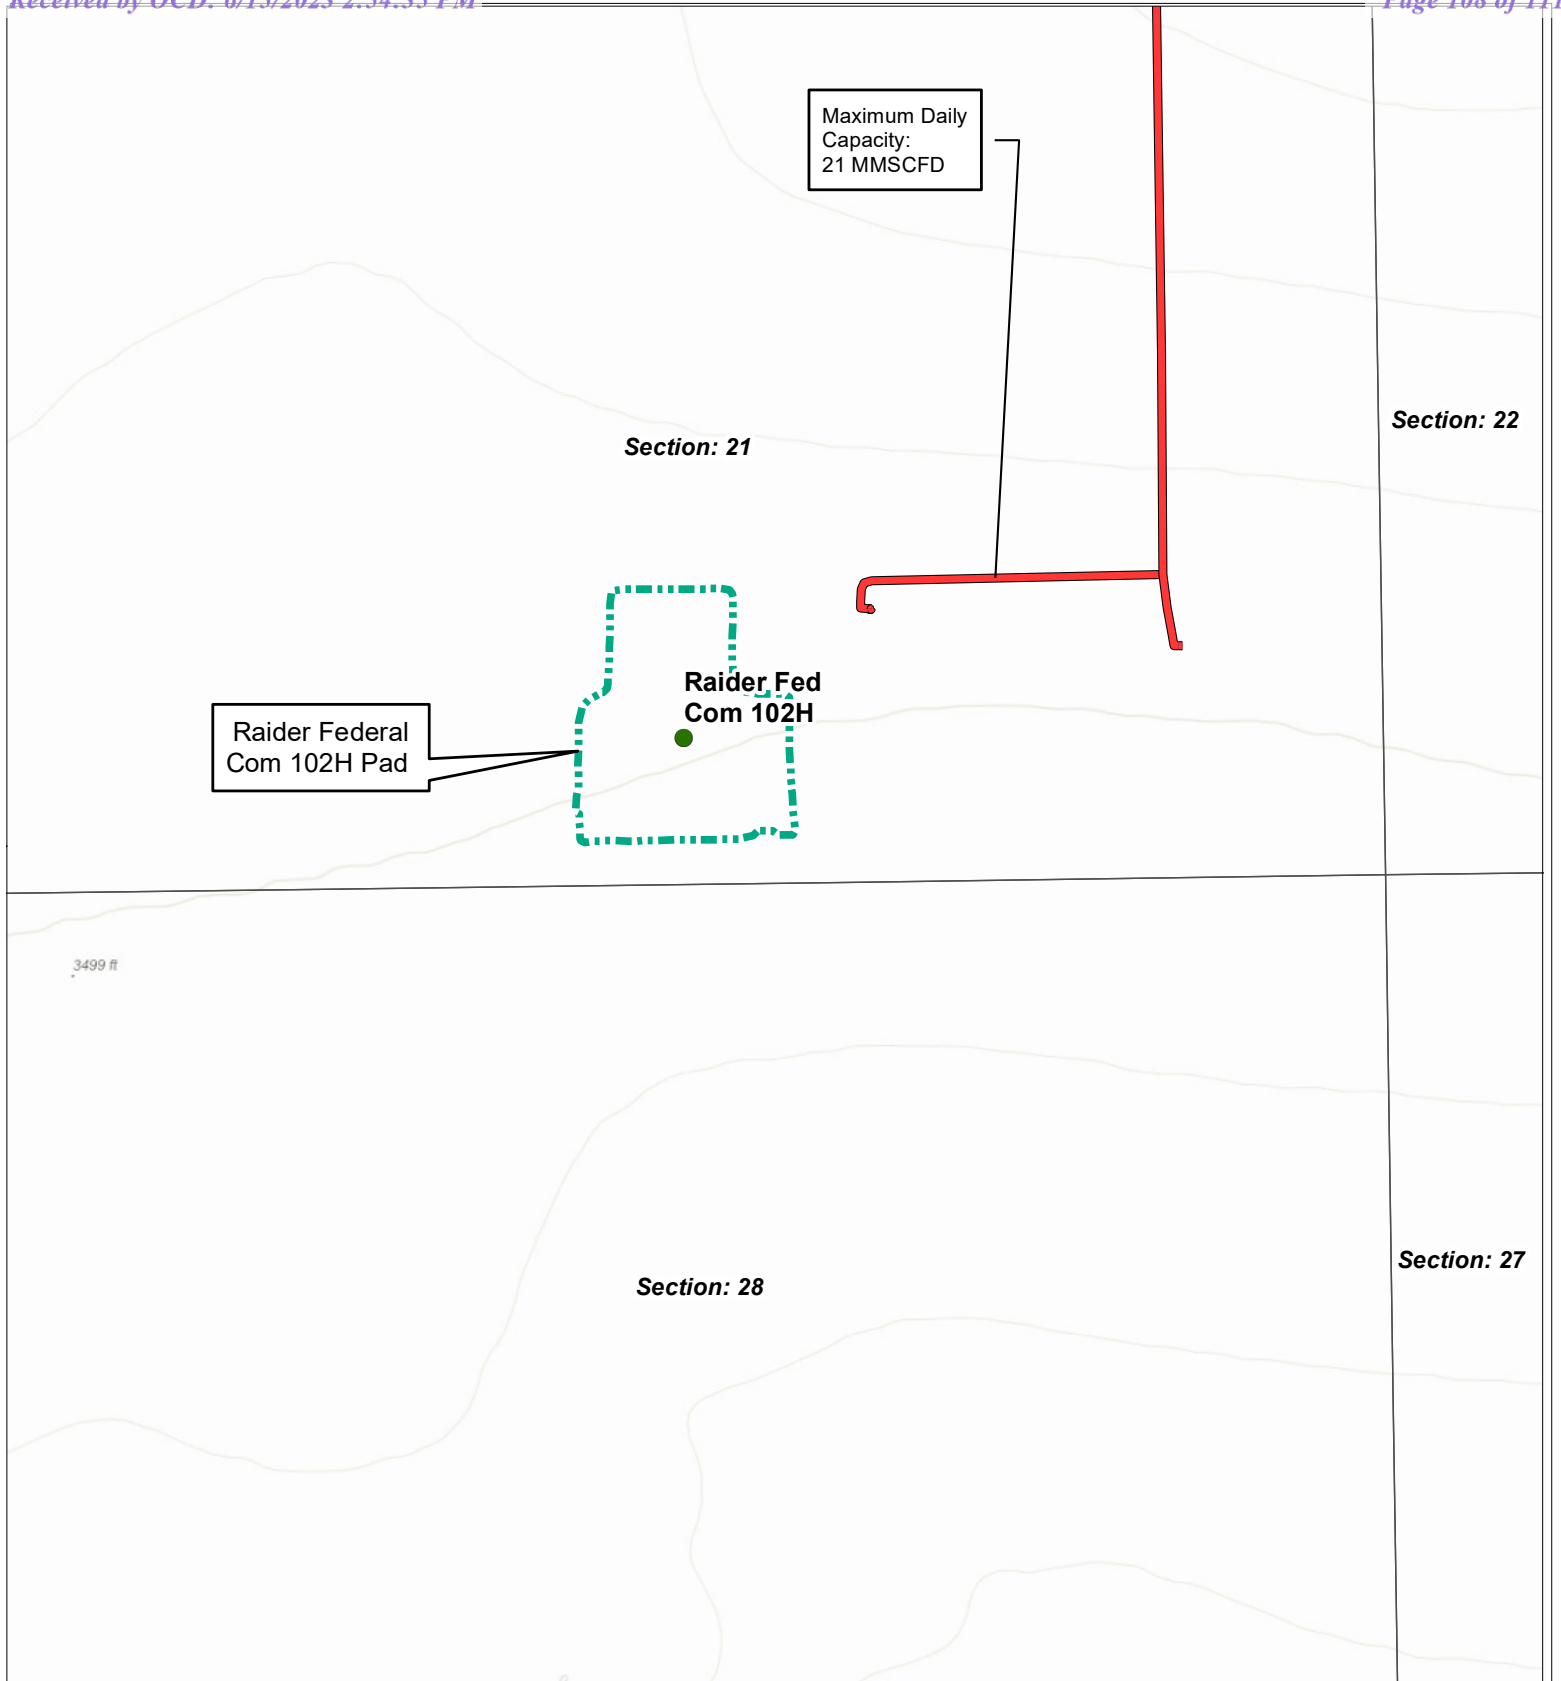 Maximum Daily
Capacity:
21 MMSCFD
Section: 22
Section: 21
Raider Fed
Com 102H
Raider Federal
Com 102H Pad
3499 ft
Section: 27
Section: 28